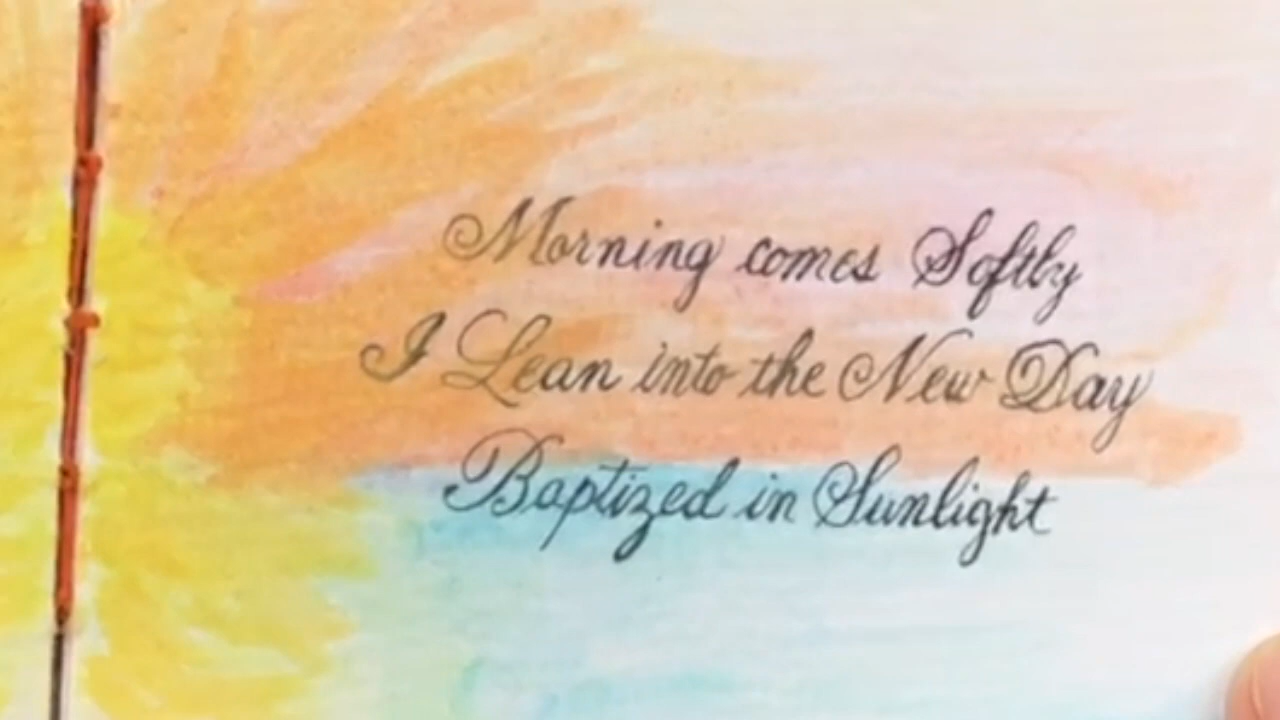 Morning comes Softly
I Lean into the New Day
Baptized in Sunlight